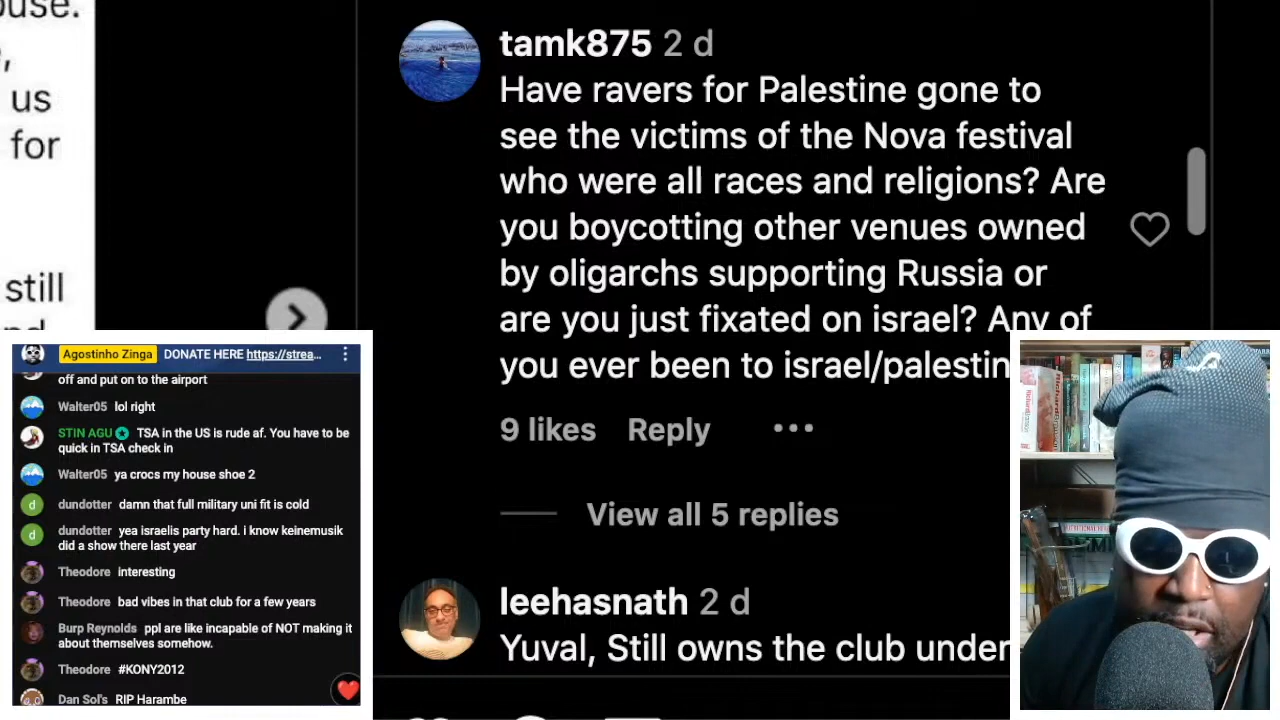 ouse.
,
us
for
still
tamk875 2 d
Have ravers for Palestine gone to
see the victims of the Nova festival
who were all races and religions? Are
you boycotting other venues owned
by oligarchs supporting Russia or
are you just fixated on israel? Any of
you ever been to israel/palestin
9 likes Reply •••
View all 5 replies
leehasnath 2 d
Yuval, Still owns the club under
Agostinho Zinga DONATE HERE https://strea...
off and put on to the airport
Walter05 lol right
STIN AGU TSA in the US is rude af. You have to be
quick in TSA check in
Walter05 ya crocs my house shoe 2
d dundotter damn that full military uni fit is cold
d dundotter yea israelis party hard. i know keinemusik
did a show there last year
Theodore interesting
Theodore bad vibes in that club for a few years
Burp Reynolds ppl are like incapable of NOT making it
about themselves somehow.
Theodore #KONY2012
Dan Sol's RIP Harambe